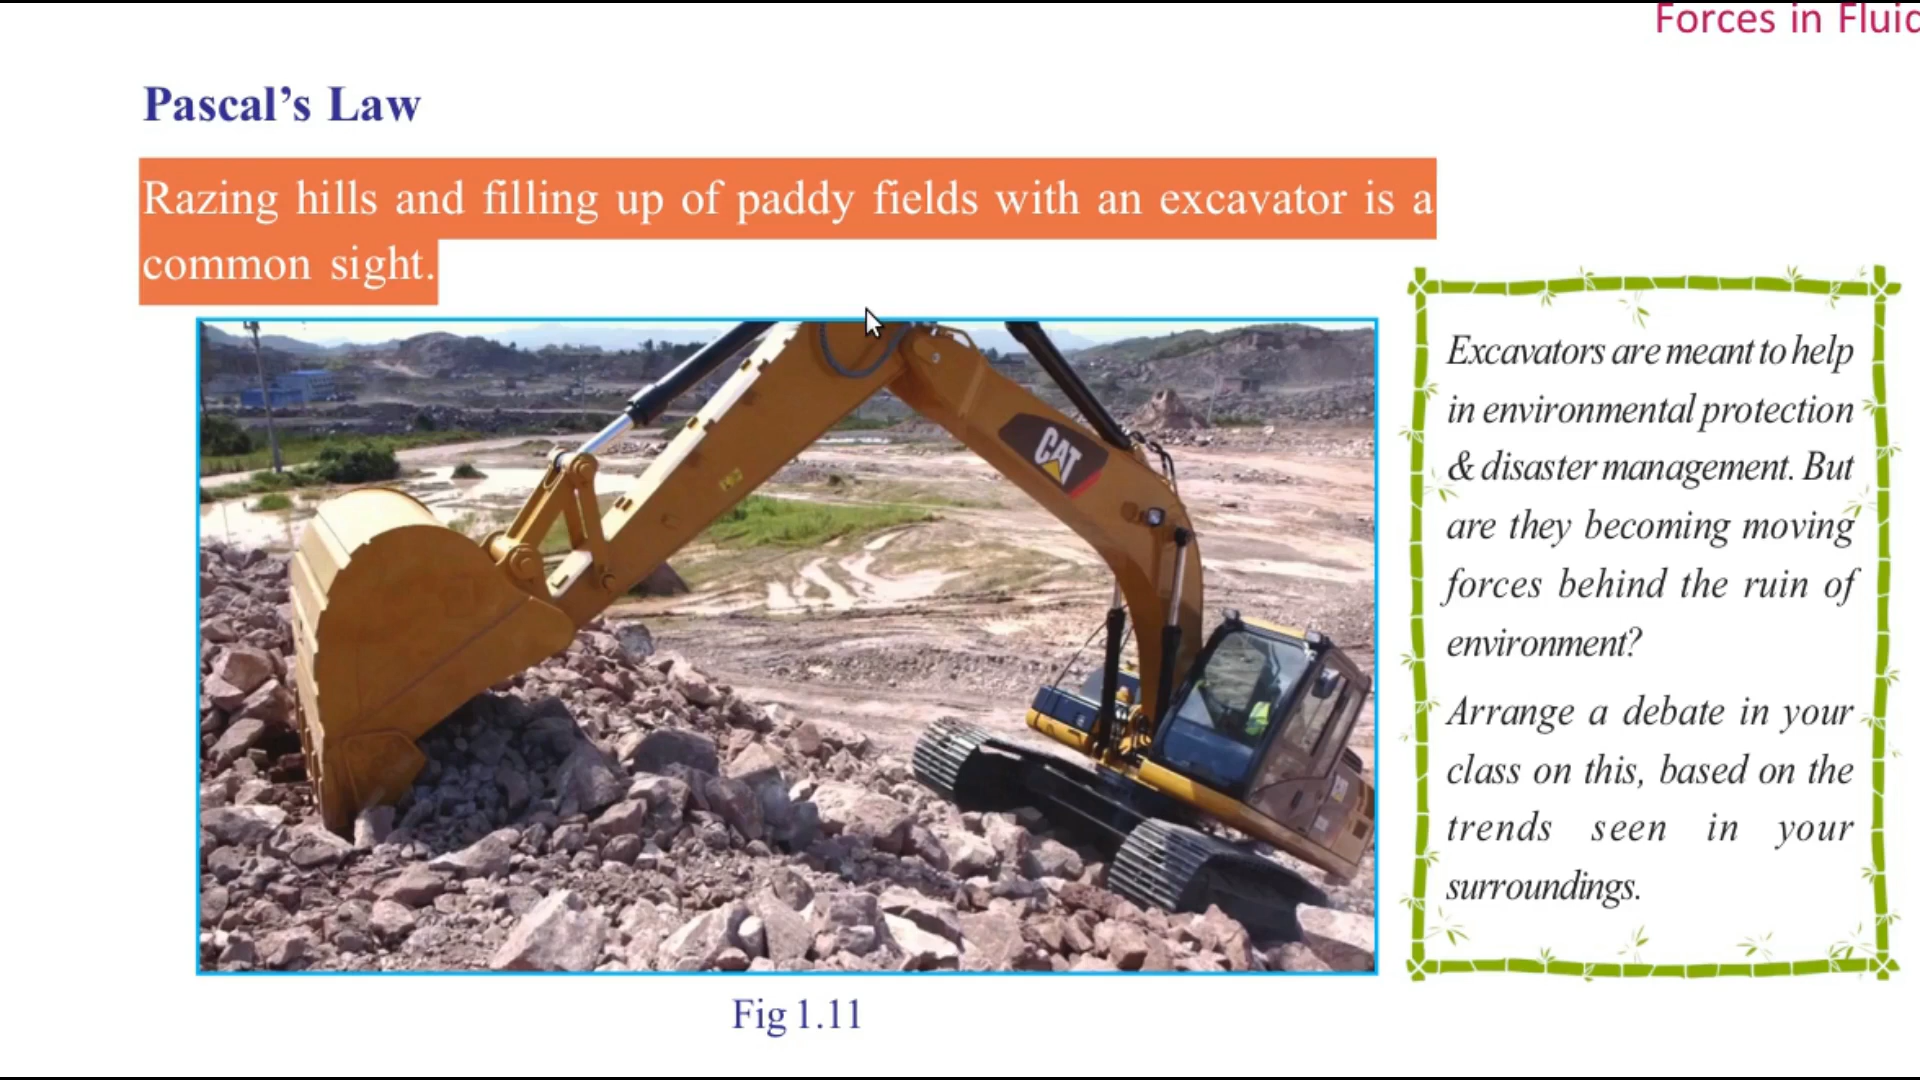 Forces in Fluid
Pascal’s Law
Razing hills and filling up of paddy fields with an excavator is a
common sight.
CAT
Fig 1.11
Excavators are meant to help
in environmental protection
& disaster management. But
are they becoming moving
forces behind the ruin of
environment?
Arrange a debate in your
class on this, based on the
trends seen in your
surroundings.